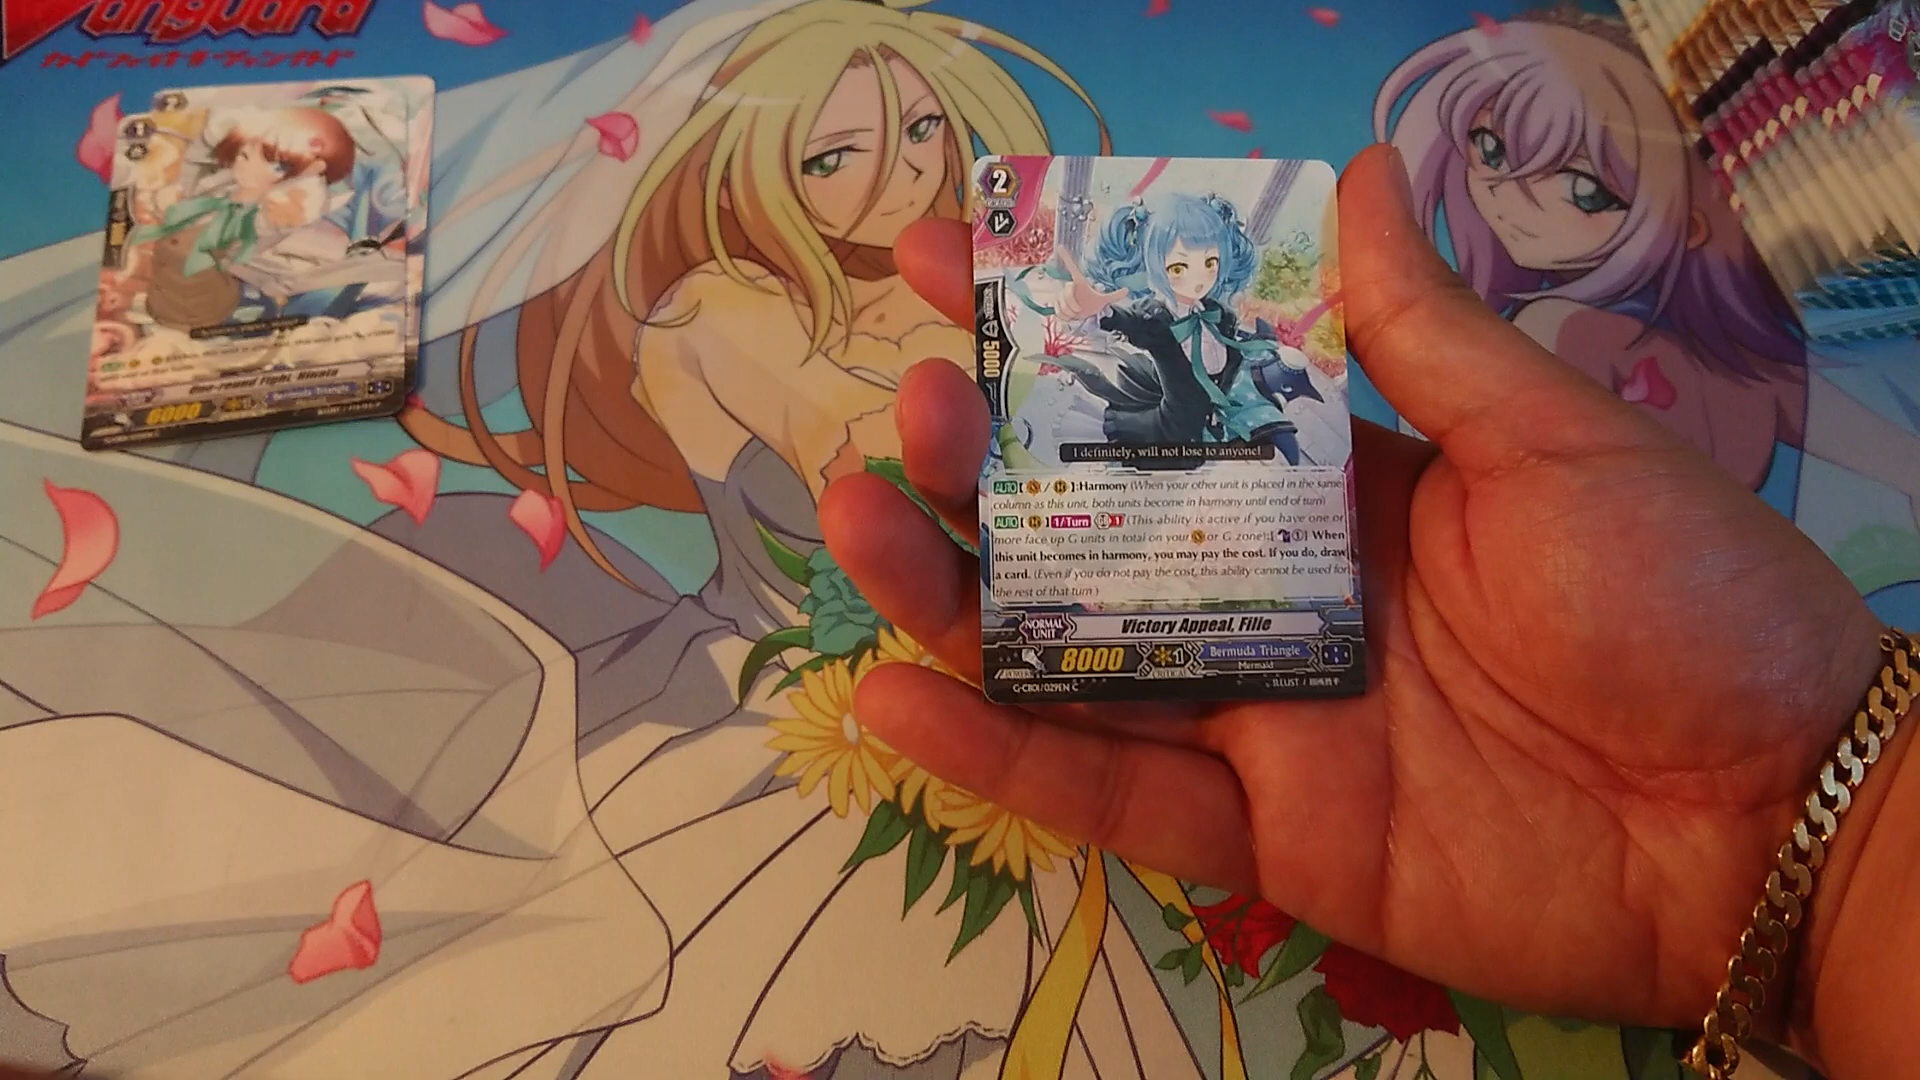 Vanguard
カードファイト!! ヴァンガード
One-round Fight, Niwata
Bermuda Triangle
6000
2
5000
I definitely, will not lose to anyone!
AUTO [ / ]:Harmony (When your other unit is placed in the same
column as this unit, both units become in harmony until end of turn)
AUTO [ ] 1/Turn 1 (This ability is active if you have one or
more face up G units in total on your or G zone):[ ① ] When
this unit becomes in harmony, you may pay the cost. If you do, draw
a card. (Even if you do not pay the cost, this ability cannot be used for
the rest of that turn.)
NORMAL
UNIT
Victory Appeal, Fille
8000
1
Bermuda Triangle
Mermaid
POWER
CRITICAL
G-CB01/029EN C
ILLUST /